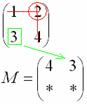 1 2
3 4
M = ( 4 3
* * )